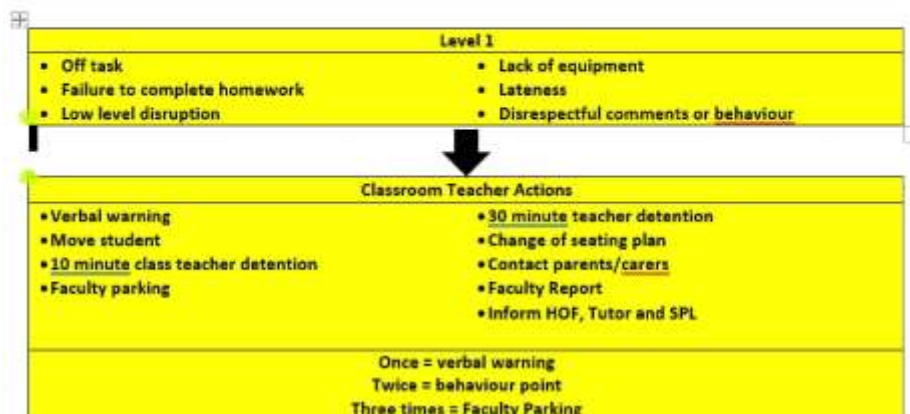 Level 1
• Off task
• Failure to complete homework
• Low level disruption
• Lack of equipment
• Lateness
• Disrespectful comments or behaviour
Classroom Teacher Actions
• Verbal warning
• Move student
• 10 minute class teacher detention
• Faculty parking
• 30 minute teacher detention
• Change of seating plan
• Contact parents/carers
• Faculty Report
• Inform HOF, Tutor and SPL
Once = verbal warning
Twice = behaviour point
Three times = Faculty Parking